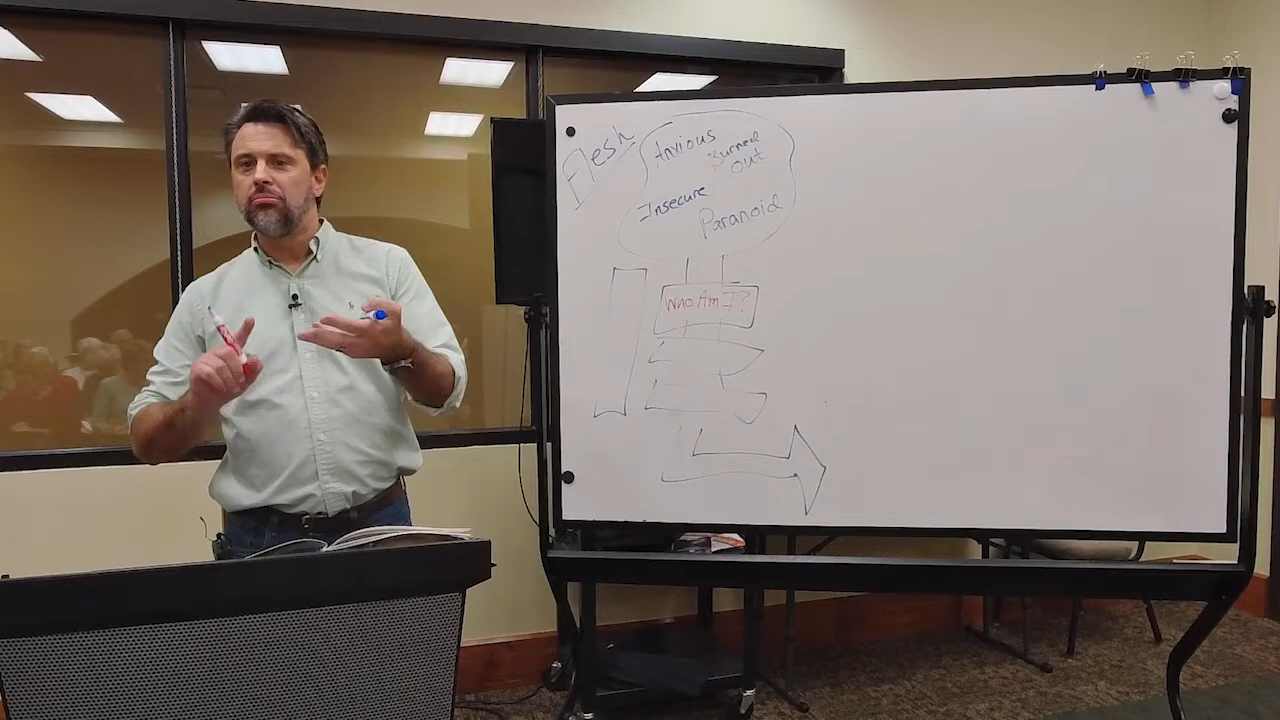 Flesh
Anxious
Burned
Out
Insecure
Paranoid
Who Am I?